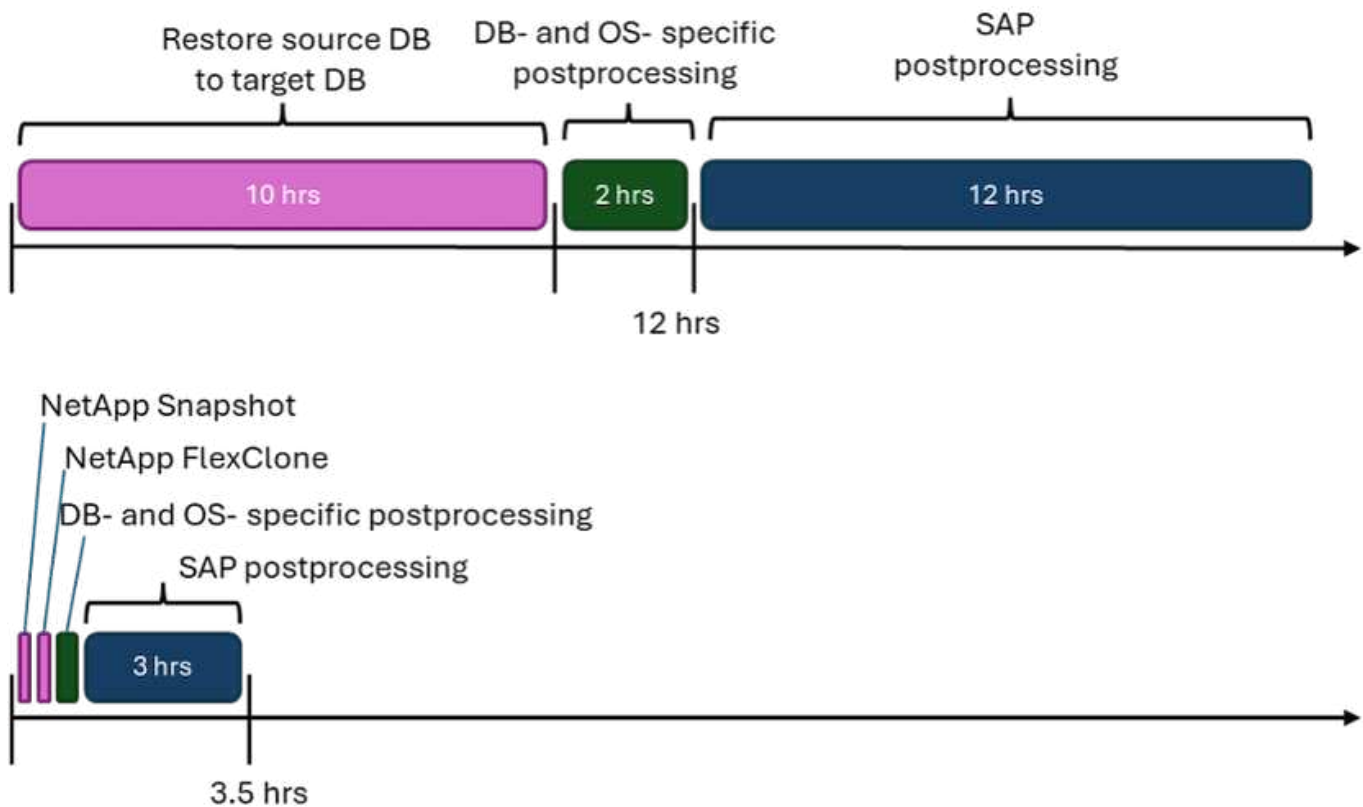 Restore source DB
to target DB
DB- and OS- specific
postprocessing
SAP
postprocessing
10 hrs
2 hrs
12 hrs
12 hrs
NetApp Snapshot
NetApp FlexClone
DB- and OS- specific postprocessing
SAP postprocessing
3 hrs
3.5 hrs